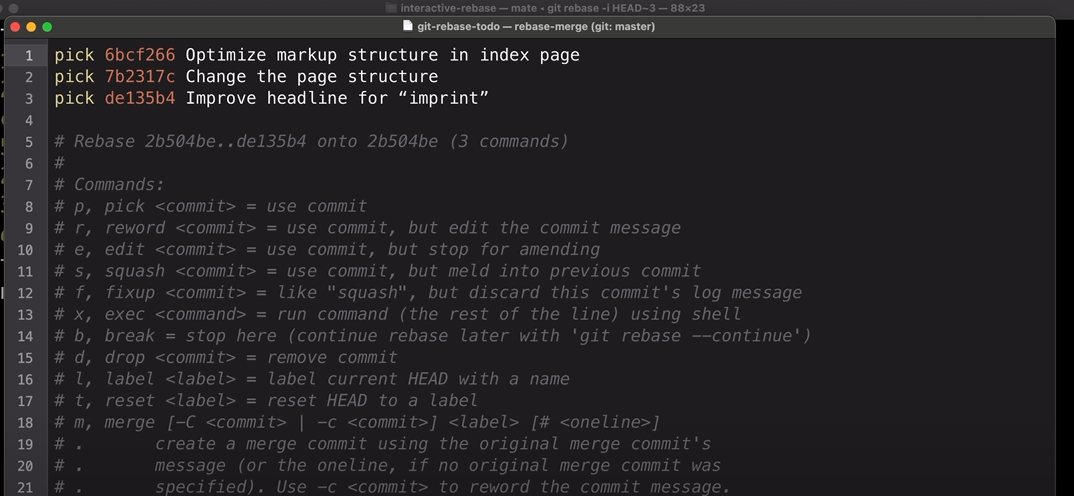 interactive-rebase — mate ◂ git rebase -i HEAD~3 — 88×23
git-rebase-todo — rebase-merge (git: master)
1 pick 6bcf266 Optimize markup structure in index page
2 pick 7b2317c Change the page structure
3 pick de135b4 Improve headline for “imprint”
4
5 # Rebase 2b504be..de135b4 onto 2b504be (3 commands)
6 #
7 # Commands:
8 # p, pick <commit> = use commit
9 # r, reword <commit> = use commit, but edit the commit message
10 # e, edit <commit> = use commit, but stop for amending
11 # s, squash <commit> = use commit, but meld into previous commit
12 # f, fixup <commit> = like "squash", but discard this commit's log message
13 # x, exec <command> = run command (the rest of the line) using shell
14 # b, break = stop here (continue rebase later with 'git rebase --continue')
15 # d, drop <commit> = remove commit
16 # l, label <label> = label current HEAD with a name
17 # t, reset <label> = reset HEAD to a label
18 # m, merge [-C <commit> | -c <commit>] <label> [# <oneline>]
19 # .       create a merge commit using the original merge commit's
20 # .       message (or the oneline, if no original merge commit was
21 # .       specified). Use -c <commit> to reword the commit message.